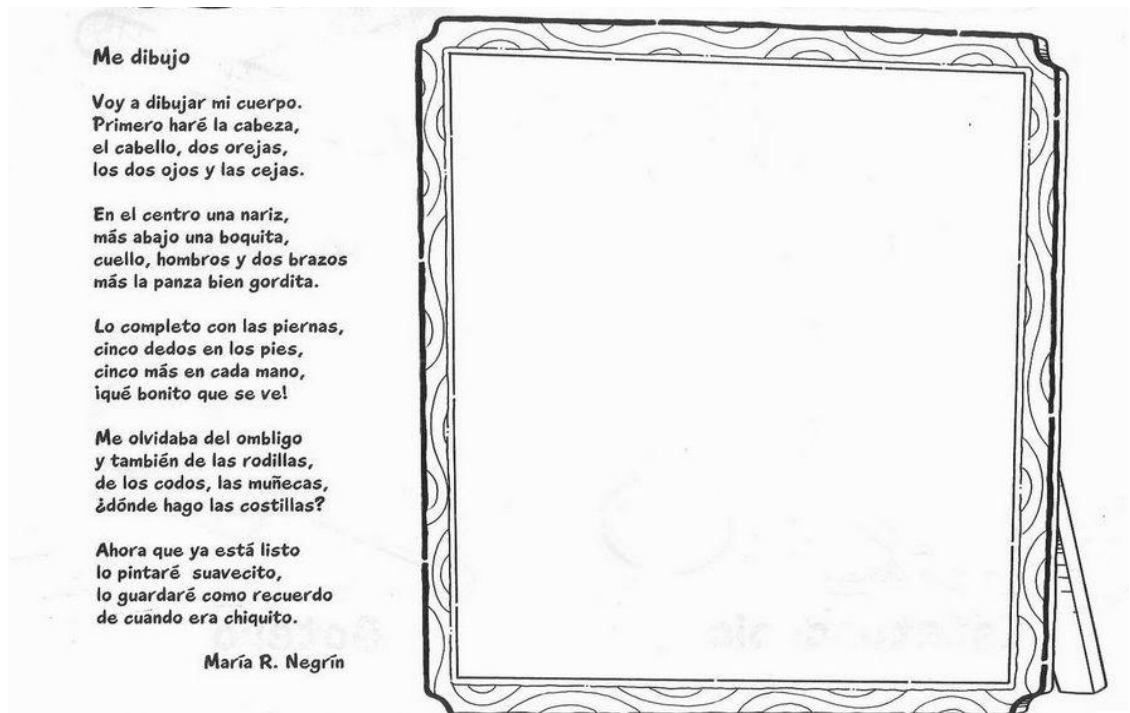 Me dibujo
Voy a dibujar mi cuerpo.
Primero haré la cabeza,
el cabello, dos orejas,
los dos ojos y las cejas.
En el centro una nariz,
más abajo una boquita,
cuello, hombros y dos brazos
más la panza bien gordita.
Lo completo con las piernas,
cinco dedos en los pies,
cinco más en cada mano,
¡qué bonito que se ve!
Me olvidaba del ombligo
y también de las rodillas,
de los codos, las muñecas,
¿dónde hago las costillas?
Ahora que ya está listo
lo pintaré suavecito,
lo guardaré como recuerdo
de cuándo era chiquito.
María R. Negrín